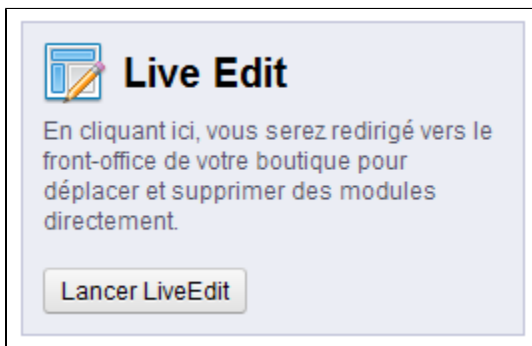 Live Edit
En cliquant ici, vous serez redirigé vers le
front-office de votre boutique pour
déplacer et supprimer des modules
directement.
Lancer LiveEdit